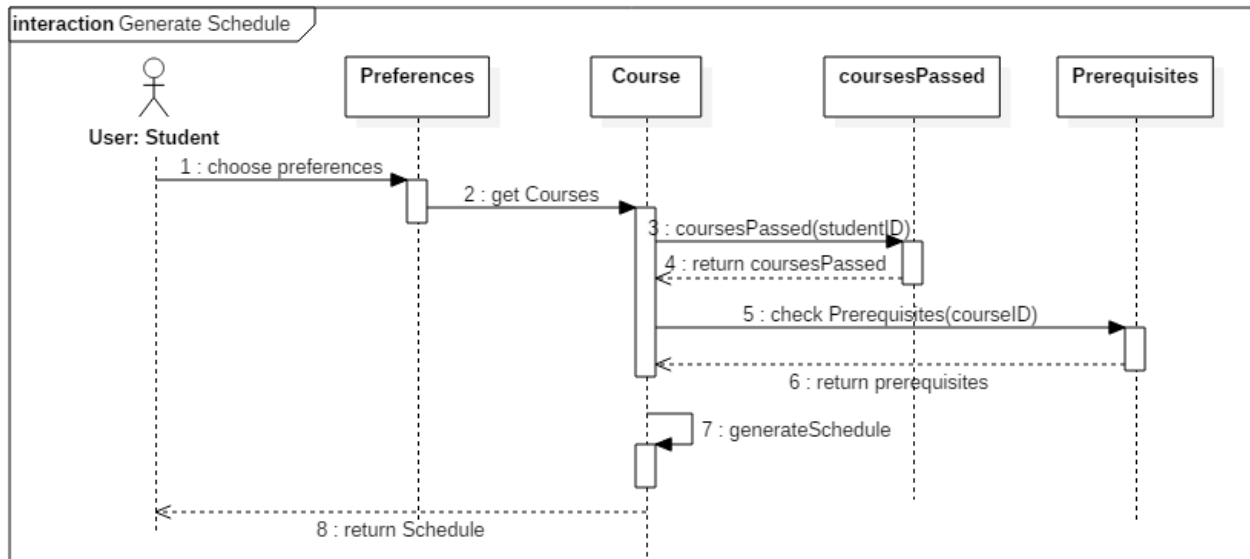 interaction Generate Schedule
Preferences
Course
coursesPassed
Prerequisites
User: Student
1 : choose preferences
2 : get Courses
3 : coursesPassed(studentID)
4 : return coursesPassed
5 : check Prerequisites(courseID)
6 : return prerequisites
7 : generateSchedule
8 : return Schedule